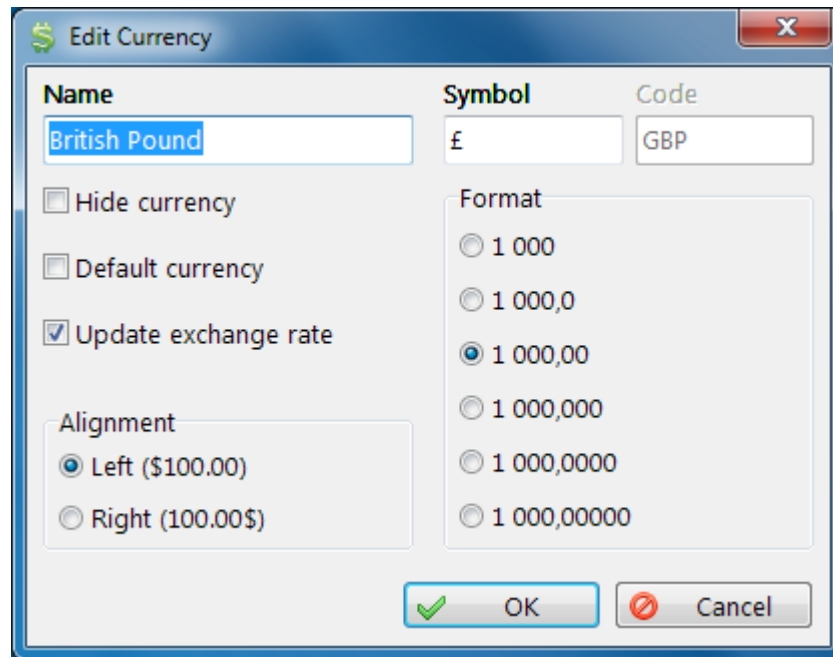 Edit Currency
Name Symbol Code
British Pound £ GBP
Hide currency
Default currency
Update exchange rate
Alignment
Left ($100.00)
Right (100.00$)
Format
1 000
1 000,0
1 000,00
1 000,000
1 000,0000
1 000,00000
OK Cancel